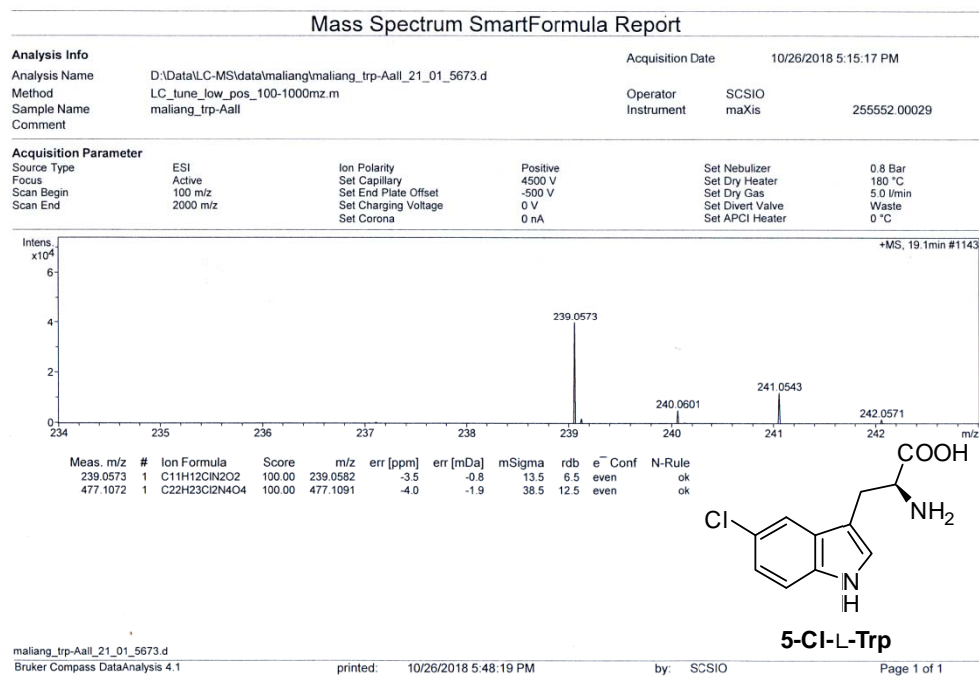 Mass Spectrum SmartFormula Report
Analysis Info
Acquisition Date 10/26/2018 5:15:17 PM
Analysis Name D:\Data\LC-MS\data\maliang\maliang_trp-Aall_21_01_5673.d
Method LC_tune_low_pos_100-1000mz.m Operator SCSIO
Sample Name maliang_trp-Aall Instrument maXis 255552.00029
Comment
Acquisition Parameter
Source Type ESI Ion Polarity Positive Set Nebulizer 0.8 Bar
Focus Active Set Capillary 4500 V Set Dry Heater 180 °C
Scan Begin 100 m/z Set End Plate Offset -500 V Set Dry Gas 5.0 l/min
Scan End 2000 m/z Set Charging Voltage 0 V Set Divert Valve Waste
Set Corona 0 nA Set APCI Heater 0 °C
Intens. +MS, 19.1min #1143
x10⁴
6
239.0573
4
2
241.0543
240.0601
242.0571
0
234 235 236 237 238 239 240 241 242 m/z
Meas. m/z # Ion Formula Score m/z err [ppm] err [mDa] mSigma rdb e⁻ Conf N-Rule
239.0573 1 C11H12ClN2O2 100.00 239.0582 -3.5 -0.8 13.5 6.5 even ok
477.1072 1 C22H23Cl2N4O4 100.00 477.1091 -4.0 -1.9 38.5 12.5 even ok
COOH
NH₂
Cl
N
H
5-Cl-L-Trp
maliang_trp-Aall_21_01_5673.d
Bruker Compass DataAnalysis 4.1 printed: 10/26/2018 5:48:19 PM by: SCSIO Page 1 of 1